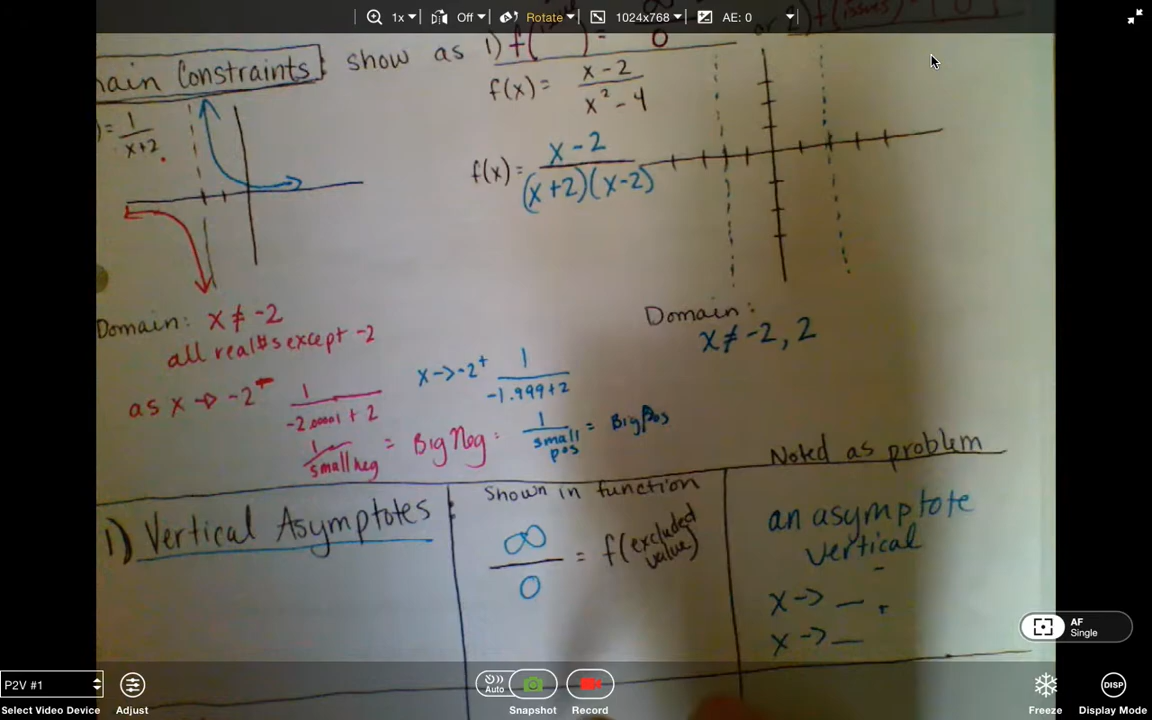 1x Off Rotate 1024x768 AE: 0
main Constraints: show as 1) f( ) = 0 or 2) f(
f(x) = x-2 / x² - 4
) = 1 / x+2
f(x) = x-2 / (x+2)(x-2)
Domain: x ≠ -2
all real #s except -2
Domain:
x ≠ -2, 2
as x → -2⁻ 1 / -2.0001 + 2
1 / small neg = Big Neg.
x → -2⁺ 1 / -1.999+2
1 / small pos = Big Pos
Noted as problem
1) Vertical Asymptotes
Shown in function
∞ / 0 = f(excluded value)
an asymptote
vertical
x → _ -
x → _ +
AF
Single
P2V #1
Select Video Device
Adjust
Auto
Snapshot
Record
Freeze
DISP
Display Mode